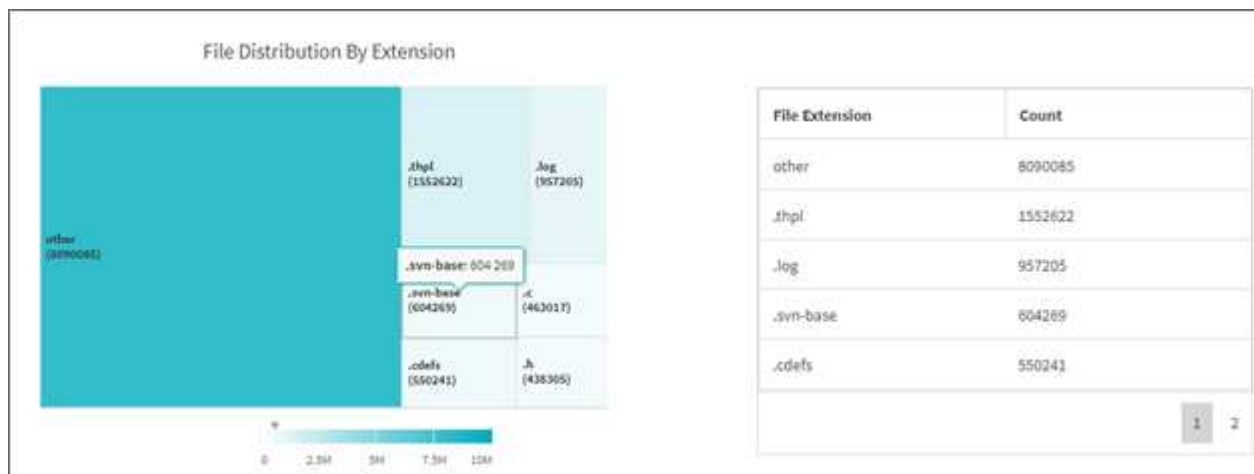 File Distribution By Extension
other
(8090085)
.thpl
(1552622)
.log
(957205)
.svn-base: 604 269
.svn-base
(604269)
.c
(463017)
.cdefs
(550241)
.h
(438305)
0 2.5M 5M 7.5M 10M
File Extension Count
other 8090085
.thpl 1552622
.log 957205
.svn-base 604269
.cdefs 550241
1 2